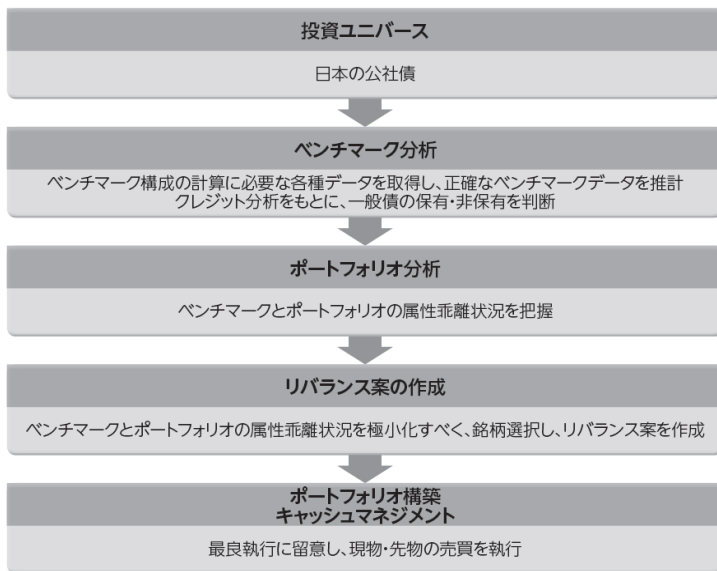 投資ユニバース
日本の公社債
ベンチマーク分析
ベンチマーク構成の計算に必要な各種データを取得し、正確なベンチマークデータを推計
クレジット分析をもとに、一般債の保有・非保有を判断
ポートフォリオ分析
ベンチマークとポートフォリオの属性乖離状況を把握
リバランス案の作成
ベンチマークとポートフォリオの属性乖離状況を極小化すべく、銘柄選択し、リバランス案を作成
ポートフォリオ構築
キャッシュマネジメント
最良執行に留意し、現物・先物の売買を執行